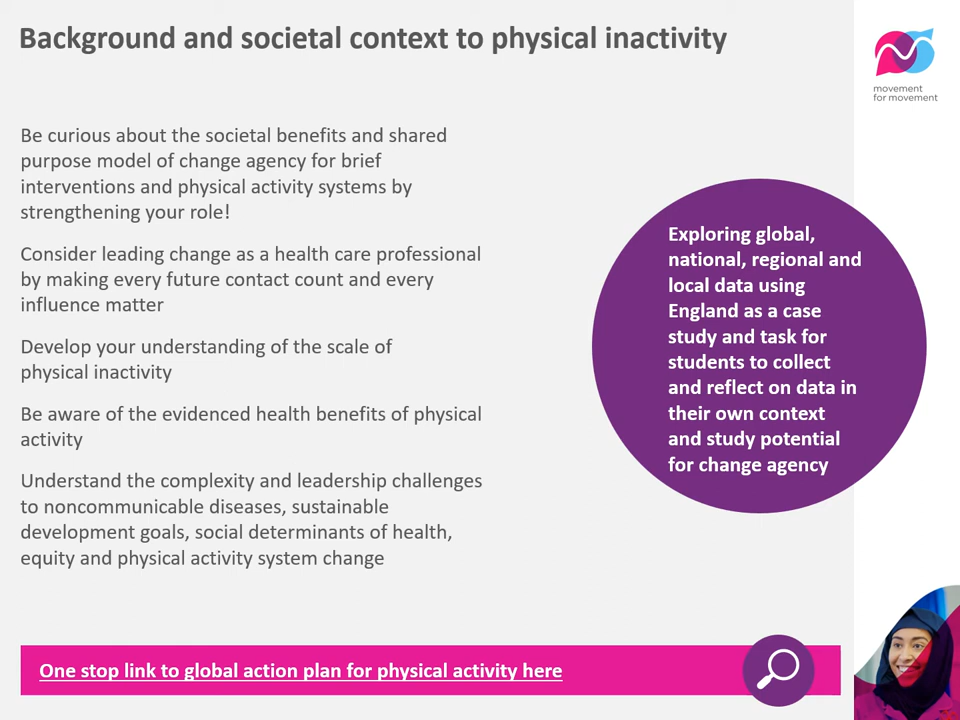 Background and societal context to physical inactivity
movement
for movement
Be curious about the societal benefits and shared
purpose model of change agency for brief
interventions and physical activity systems by
strengthening your role!
Consider leading change as a health care professional
by making every future contact count and every
influence matter
Develop your understanding of the scale of
physical inactivity
Be aware of the evidenced health benefits of physical
activity
Understand the complexity and leadership challenges
to noncommunicable diseases, sustainable
development goals, social determinants of health,
equity and physical activity system change
Exploring global,
national, regional and
local data using
England as a case
study and task for
students to collect
and reflect on data in
their own context
and study potential
for change agency
One stop link to global action plan for physical activity here